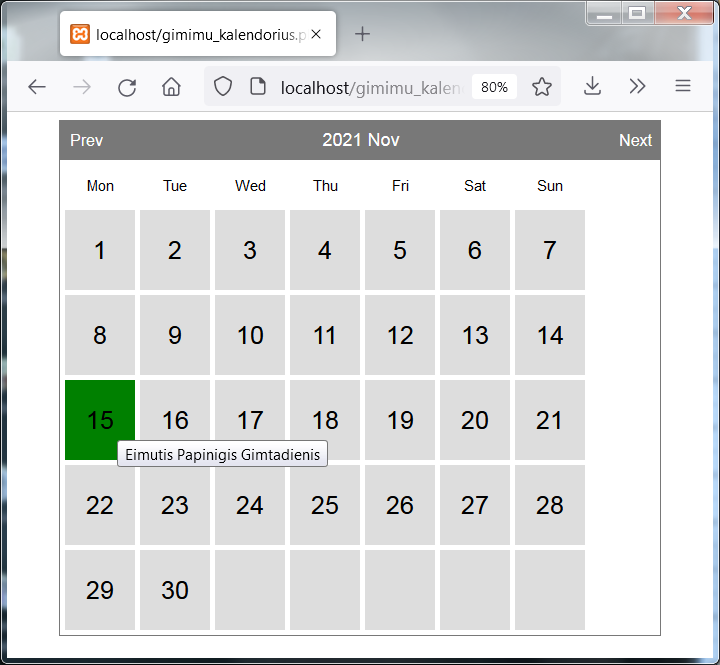 localhost/gimimu_kalendorius.p
localhost/gimimu_kalen 80%
Prev 2021 Nov Next
Mon Tue Wed Thu Fri Sat Sun
1 2 3 4 5 6 7
8 9 10 11 12 13 14
15 16 17 18 19 20 21
Eimutis Papinigis Gimtadienis
22 23 24 25 26 27 28
29 30